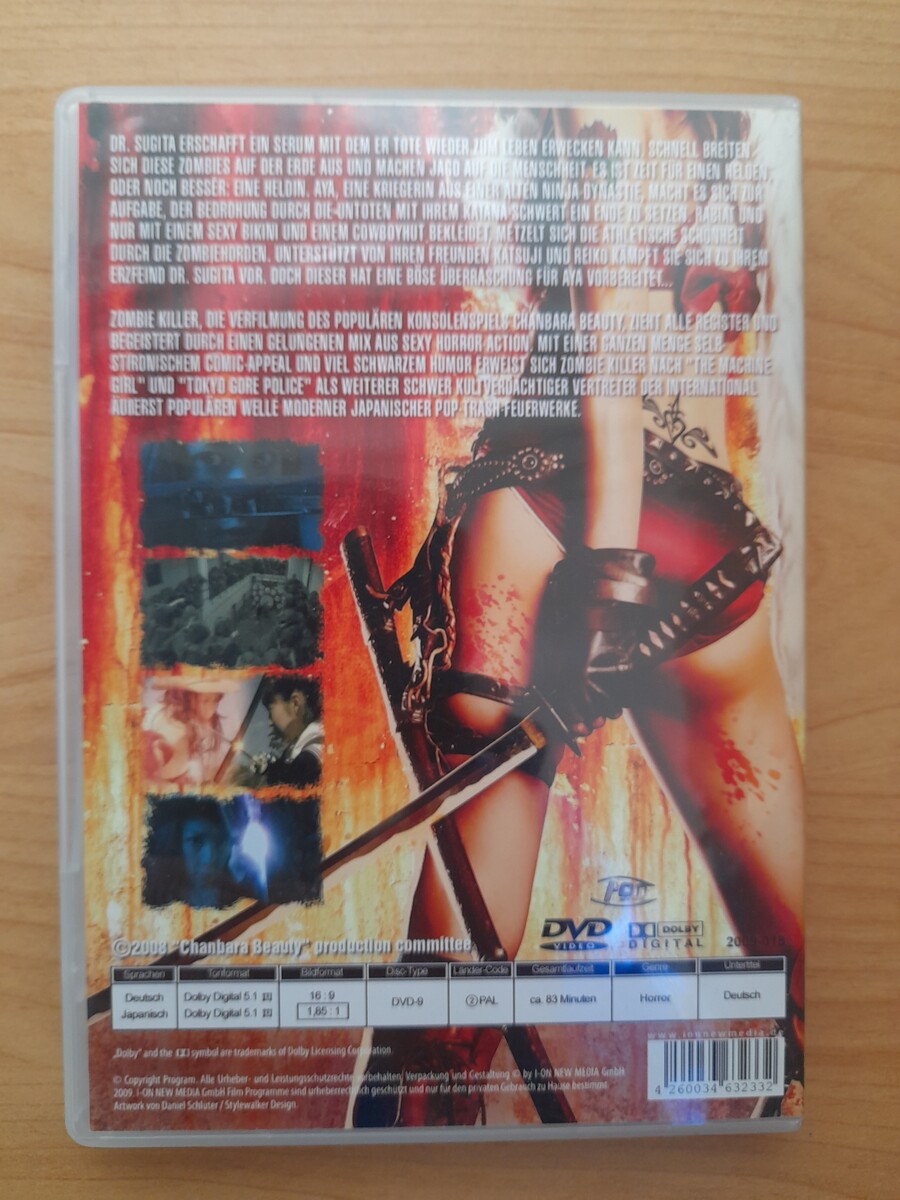 DR. SUGITA ERSCHAFFT EIN SERUM MIT DEM ER TOTE WIEDER ZUM LEBEN ERWECKEN KANN. SCHNELL BREITEN
SICH DIESE ZOMBIES AUF DER ERDE AUS UND MACHEN JAGD AUF DIE MENSCHHEIT. ES IST ZEIT FÜR EINEN HELDEN,
ODER NOCH BESSER: EINE HELDIN. AYA, EINE KRIEGERIN AUS EINER ALTEN NINJA DYNASTIE, MACHT ES SICH ZUR
AUFGABE, DER BEDROHUNG DURCH DIE UNTOTEN MIT IHREM KATANA SCHWERT EIN ENDE ZU SETZEN. RABIAT UND
NUR MIT EINEM SEXY BIKINI UND EINEM COWBOYHUT BEKLEIDET, METZELT SICH DIE ATHLETISCHE SCHÖNHEIT
DURCH DIE ZOMBIEHORDEN. UNTERSTÜTZT VON IHREN FREUNDEN KATSUJI UND REIKO KÄMPFT SIE SICH ZU IHREM
ERZFEIND DR. SUGITA VOR. DOCH DIESER HAT EINE BÖSE ÜBERRASCHUNG FÜR AYA VORBEREITET...
ZOMBIE KILLER, DIE VERFILMUNG DES POPULÄREN KONSOLENSPIELS CHANBARA BEAUTY, ZIEHT ALLE REGISTER UND
BEGEISTERT DURCH EINEN GELUNGENEN MIX AUS SEXY HORROR ACTION. MIT EINER GANZEN MENGE SELB-
STIRONISCHEM COMIC-APPEAL UND VIEL SCHWARZEM HUMOR ERWEIST SICH ZOMBIE KILLER NACH "THE MACHINE
GIRL" UND "TOKYO GORE POLICE" ALS WEITERER SCHWER KULTVERDÄCHTIGER VERTRETER DER INTERNATIONAL
ÄUßERST POPULÄREN WELLE MODERNER JAPANISCHER POP-TRASH-FEUERWERKE.
i-on
DVD VIDEO
DOLBY DIGITAL
©2008 "Chanbara Beauty" production committee
Sprachen Tonformat Bildformat Disc-Type Länder-Code Gesamtlaufzeit Genre Untertitel
Deutsch Dolby Digital 5.1 16 : 9 DVD-9 2 PAL ca. 83 Minuten Horror Deutsch
Japanisch Dolby Digital 5.1 1,85 : 1
www.ionnewmedia.de
„Dolby" and the symbol are trademarks of Dolby Licensing Corporation.
© Copyright Program. Alle Urheber- und Leistungsschutzrechte vorbehalten; Verpackung und Gestaltung © by I-ON NEW MEDIA GmbH
2009. I-ON NEW MEDIA GmbH Film Programme sind urheberrechtlich geschützt und nur für den privaten Gebrauch zu Hause bestimmt.
Artwork von Daniel Schlüter / Stylewalker Design.
4 260034 632332